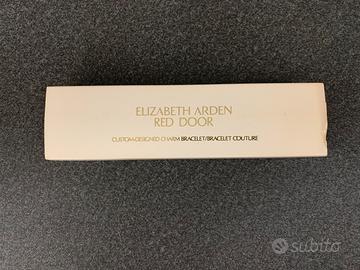 ELIZABETH ARDEN
RED DOOR
CUSTOM-DESIGNED CHARM BRACELET/BRACELET COUTURE
subito